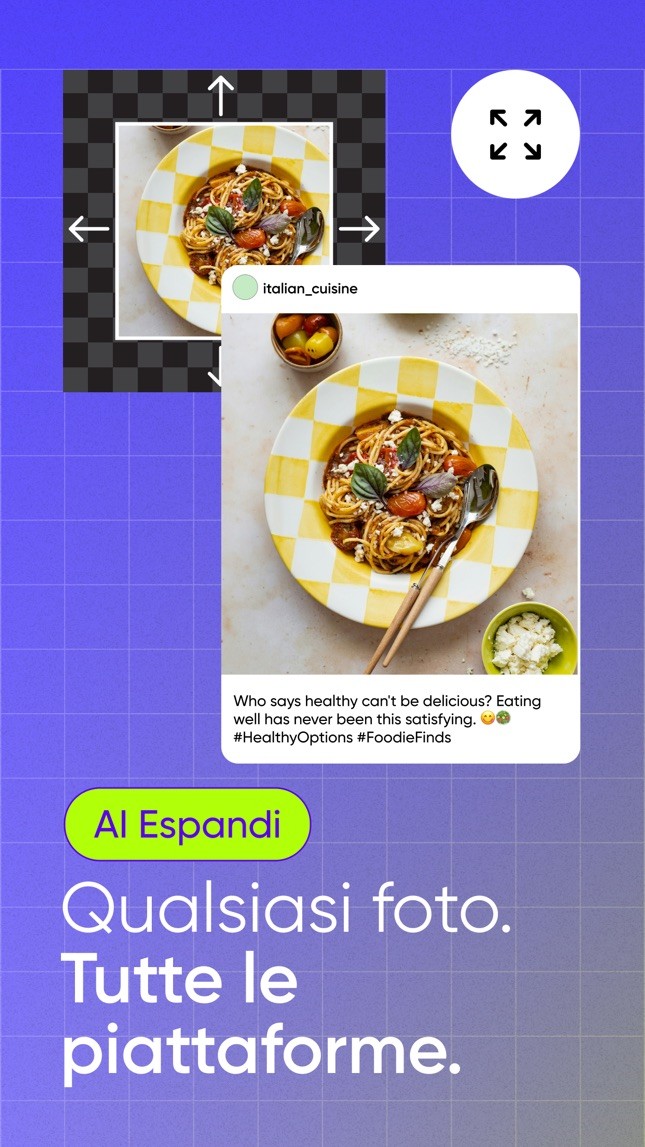 italian_cuisine
Who says healthy can't be delicious? Eating
well has never been this satisfying. 😋🥗
#HealthyOptions #FoodieFinds
AI Espandi
Qualsiasi foto.
Tutte le
piattaforme.